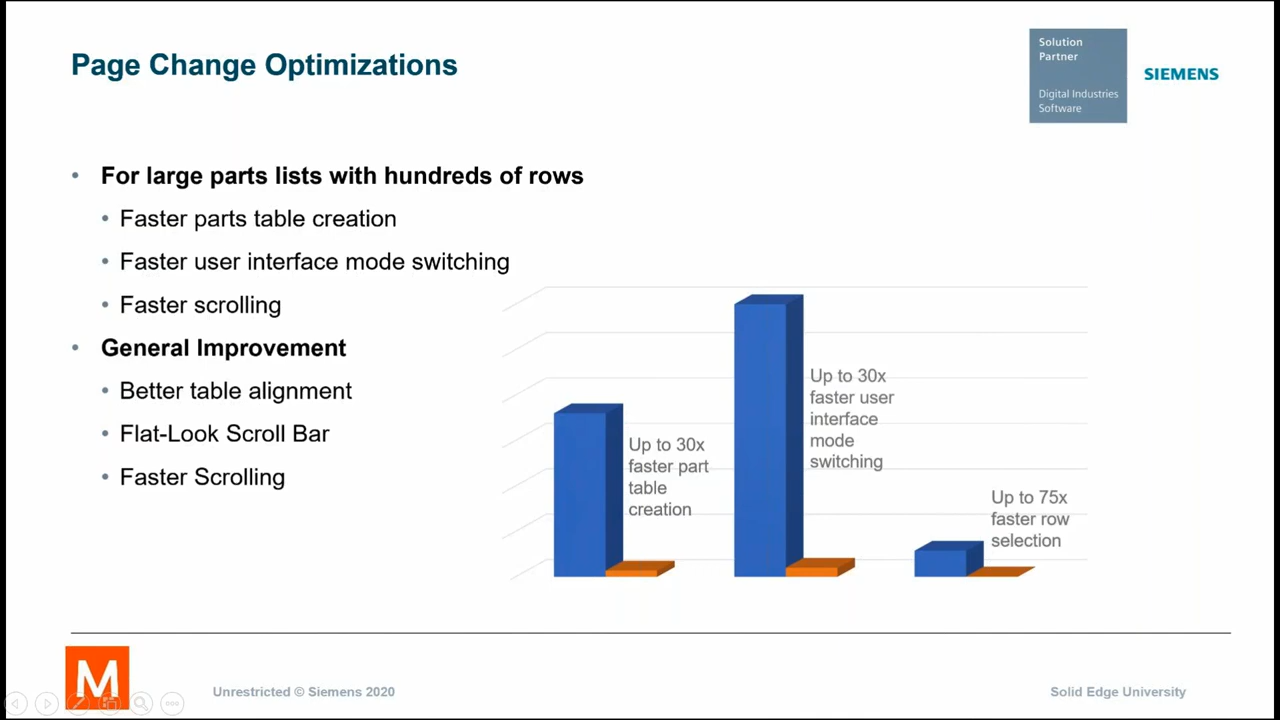 Page Change Optimizations
Solution
Partner
Digital Industries
Software
SIEMENS
• For large parts lists with hundreds of rows
• Faster parts table creation
• Faster user interface mode switching
• Faster scrolling
• General Improvement
• Better table alignment
• Flat-Look Scroll Bar
• Faster Scrolling
Up to 30x
faster part
table
creation
Up to 30x
faster user
interface
mode
switching
Up to 75x
faster row
selection
M
Unrestricted © Siemens 2020
Solid Edge University